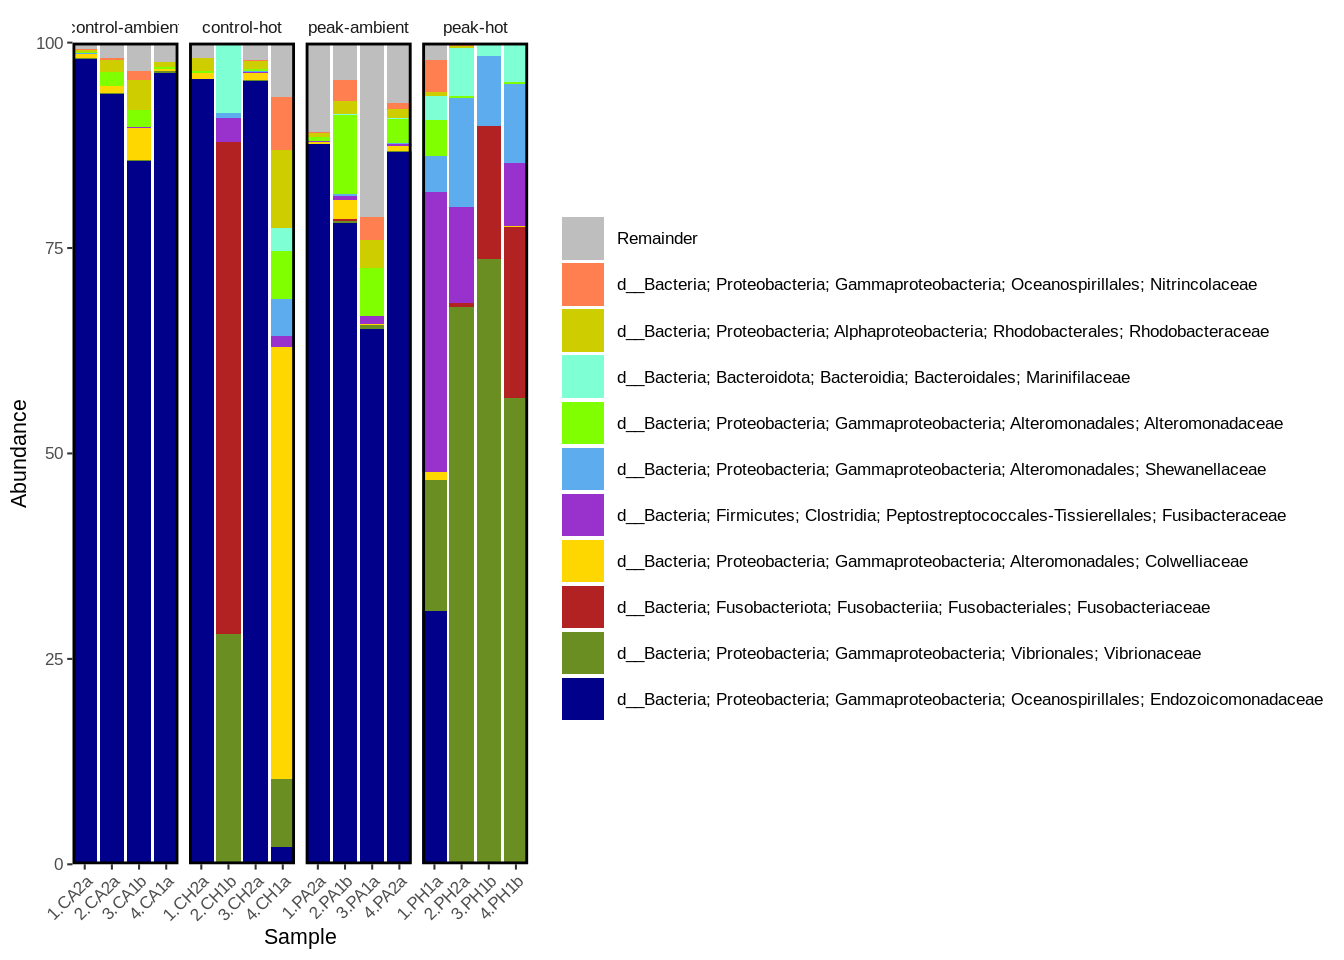 control-ambient control-hot peak-ambient peak-hot
100
75
50
25
0
Abundance
1.CA2a 2.CA2a 3.CA1b 4.CA1a 1.CH2a 2.CH1b 3.CH2a 4.CH1a 1.PA2a 2.PA1b 3.PA1a 4.PA2a 1.PH1a 2.PH2a 3.PH1b 4.PH1b
Sample
Remainder
d__Bacteria; Proteobacteria; Gammaproteobacteria; Oceanospirillales; Nitrincolaceae
d__Bacteria; Proteobacteria; Alphaproteobacteria; Rhodobacterales; Rhodobacteraceae
d__Bacteria; Bacteroidota; Bacteroidia; Bacteroidales; Marinifilaceae
d__Bacteria; Proteobacteria; Gammaproteobacteria; Alteromonadales; Alteromonadaceae
d__Bacteria; Proteobacteria; Gammaproteobacteria; Alteromonadales; Shewanellaceae
d__Bacteria; Firmicutes; Clostridia; Peptostreptococcales-Tissierellales; Fusibacteraceae
d__Bacteria; Proteobacteria; Gammaproteobacteria; Alteromonadales; Colwelliaceae
d__Bacteria; Fusobacteriota; Fusobacteriia; Fusobacteriales; Fusobacteriaceae
d__Bacteria; Proteobacteria; Gammaproteobacteria; Vibrionales; Vibrionaceae
d__Bacteria; Proteobacteria; Gammaproteobacteria; Oceanospirillales; Endozoicomonadaceae